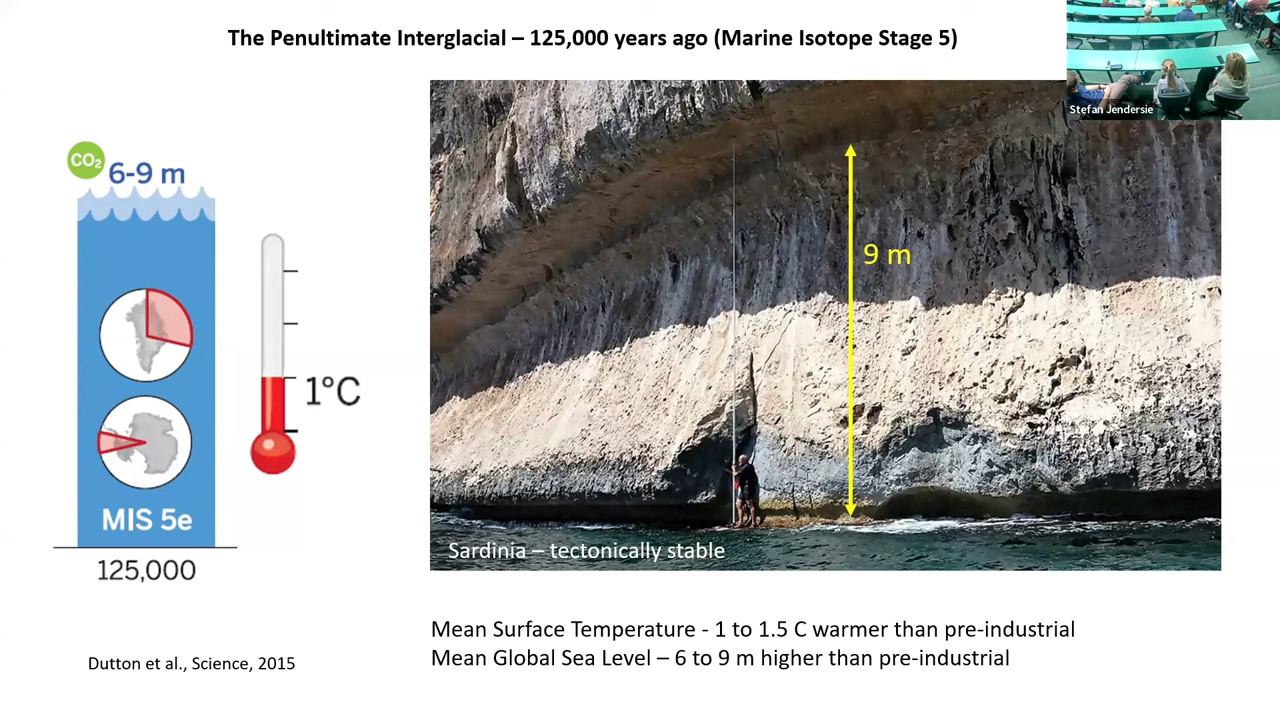 The Penultimate Interglacial – 125,000 years ago (Marine Isotope Stage 5)
Stefan Jendersie
CO₂
6-9 m
9 m
1°C
MIS 5e
Sardinia – tectonically stable
125,000
Mean Surface Temperature - 1 to 1.5 C warmer than pre-industrial
Mean Global Sea Level – 6 to 9 m higher than pre-industrial
Dutton et al., Science, 2015